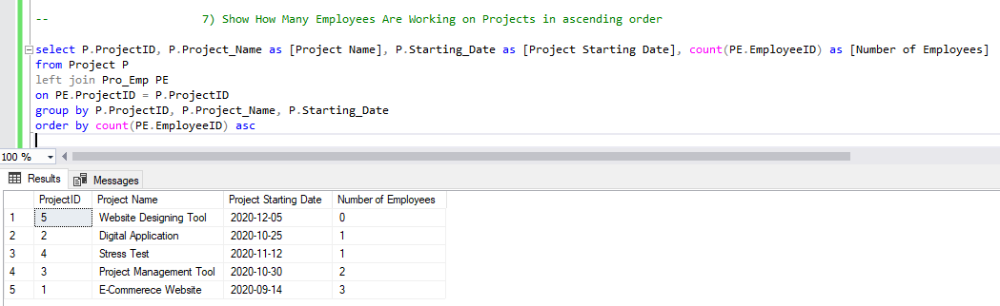 -- 7) Show How Many Employees Are Working on Projects in ascending order
select P.ProjectID, P.Project_Name as [Project Name], P.Starting_Date as [Project Starting Date], count(PE.EmployeeID) as [Number of Employees]
from Project P
left join Pro_Emp PE
on PE.ProjectID = P.ProjectID
group by P.ProjectID, P.Project_Name, P.Starting_Date
order by count(PE.EmployeeID) asc
100 %
Results Messages
ProjectID Project Name Project Starting Date Number of Employees
1 5 Website Designing Tool 2020-12-05 0
2 2 Digital Application 2020-10-25 1
3 4 Stress Test 2020-11-12 1
4 3 Project Management Tool 2020-10-30 2
5 1 E-Commerece Website 2020-09-14 3